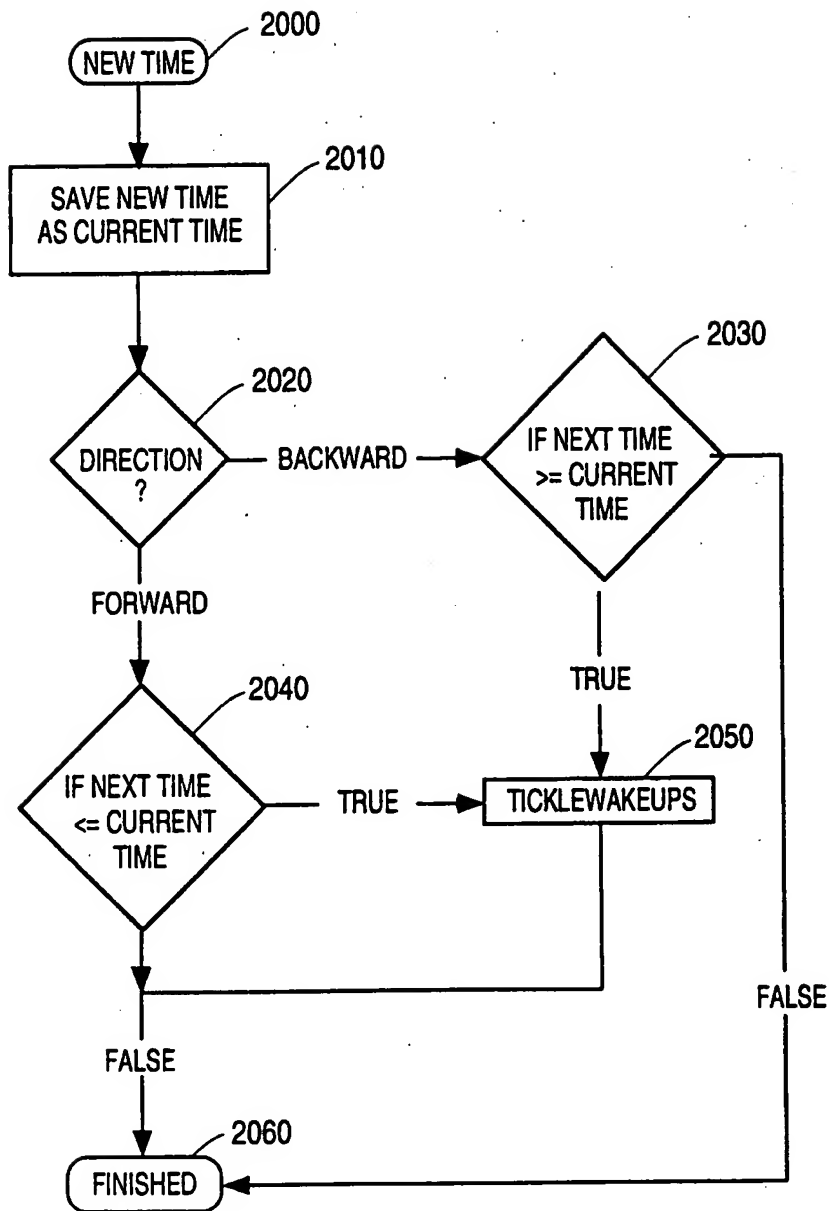 2000
NEW TIME
2010
SAVE NEW TIME
AS CURRENT TIME
2020
DIRECTION
?
BACKWARD
2030
IF NEXT TIME
>= CURRENT
TIME
FORWARD
TRUE
2040
IF NEXT TIME
<= CURRENT
TIME
TRUE
2050
TICKLEWAKEUPS
FALSE
FALSE
2060
FINISHED